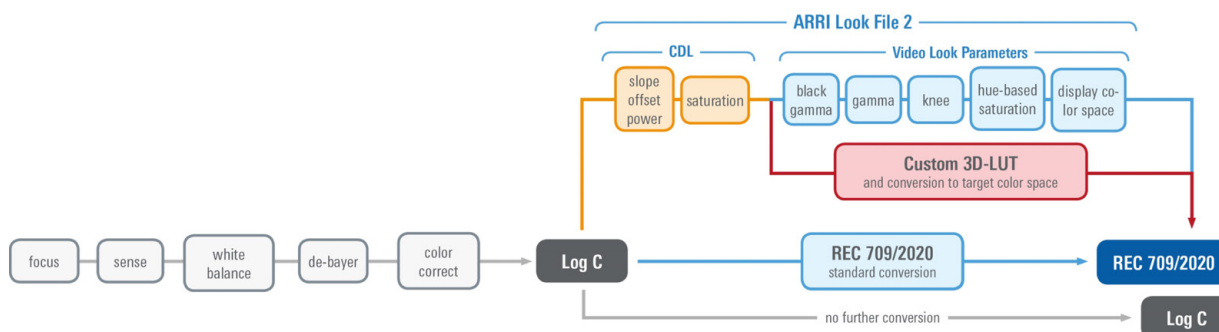 ARRI Look File 2
CDL
Video Look Parameters
slope
offset
power
saturation
black
gamma
gamma
knee
hue-based
saturation
display co-
lor space
Custom 3D-LUT
and conversion to target color space
focus
sense
white
balance
de-bayer
color
correct
Log C
REC 709/2020
standard conversion
REC 709/2020
no further conversion
Log C